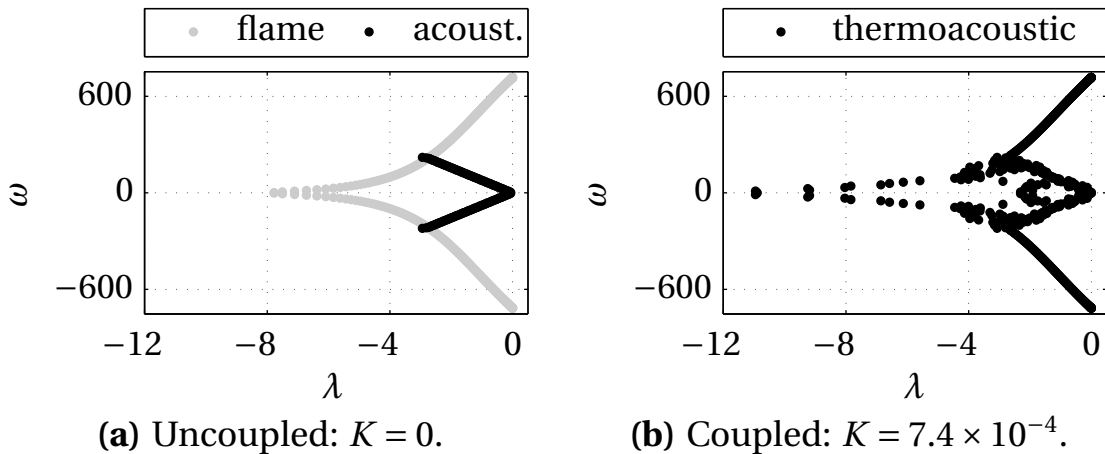 flame acoust.
thermoacoustic
600
0
−600
ω
−12 −8 −4 0
λ
600
0
−600
ω
−12 −8 −4 0
λ
(a) Uncoupled: K = 0.
(b) Coupled: K = 7.4 × 10⁻⁴.